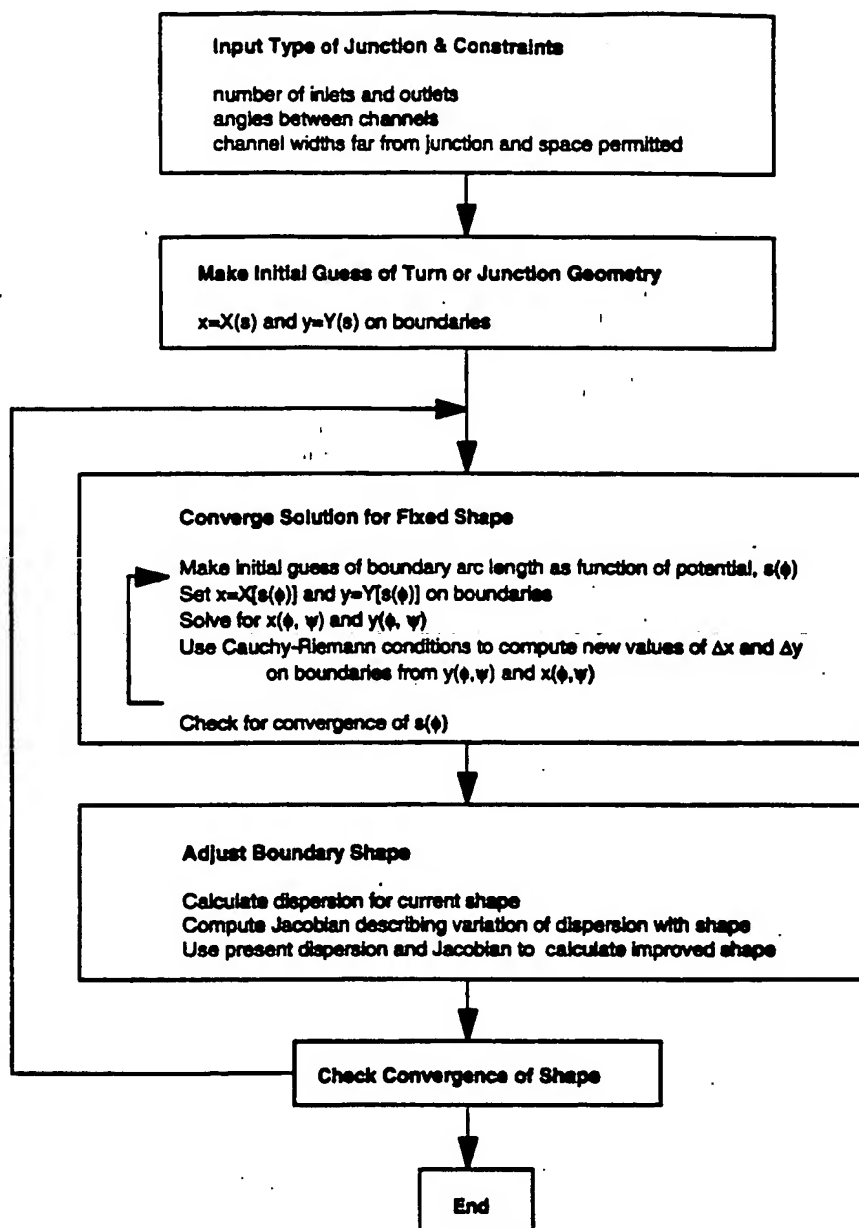 Input Type of Junction & Constraints
number of inlets and outlets
angles between channels
channel widths far from junction and space permitted
Make Initial Guess of Turn or Junction Geometry
x=X(s) and y=Y(s) on boundaries
Converge Solution for Fixed Shape
Make initial guess of boundary arc length as function of potential, s(ϕ)
Set x=X[s(ϕ)] and y=Y[s(ϕ)] on boundaries
Solve for x(ϕ, ψ) and y(ϕ, ψ)
Use Cauchy-Riemann conditions to compute new values of Δx and Δy
on boundaries from y(ϕ,ψ) and x(ϕ,ψ)
Check for convergence of s(ϕ)
Adjust Boundary Shape
Calculate dispersion for current shape
Compute Jacobian describing variation of dispersion with shape
Use present dispersion and Jacobian to calculate improved shape
Check Convergence of Shape
End